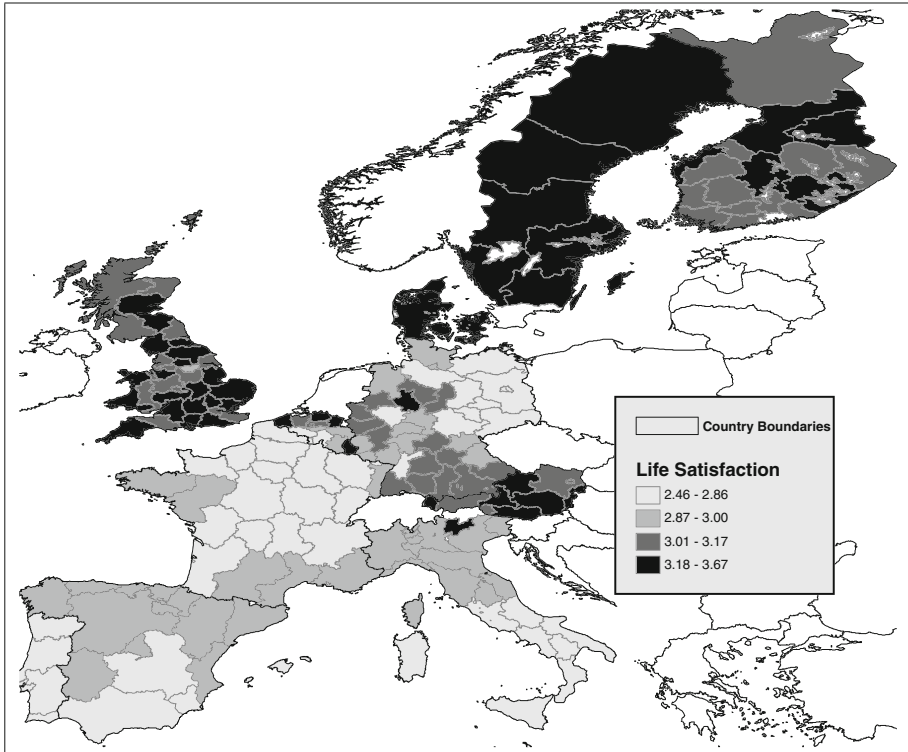 Country Boundaries
Life Satisfaction
2.46 - 2.86
2.87 - 3.00
3.01 - 3.17
3.18 - 3.67